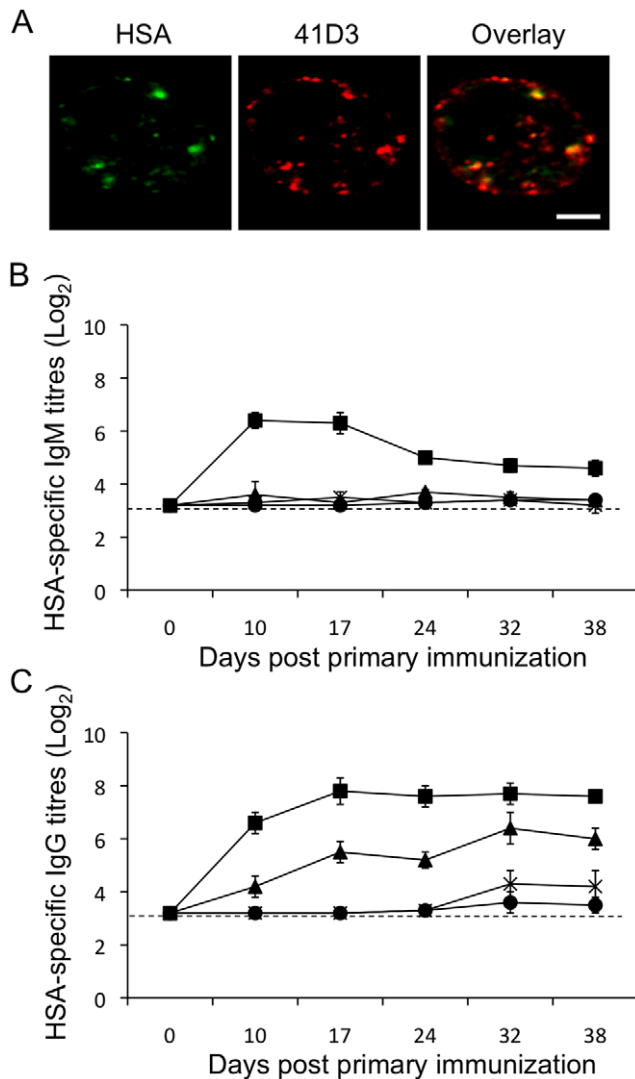 A
HSA 41D3 Overlay
B
HSA-specific IgM titres (Log2)
10
8
6
4
2
0
0 10 17 24 32 38
Days post primary immunization
C
HSA-specific IgG titres (Log2)
10
8
6
4
2
0
0 10 17 24 32 38
Days post primary immunization